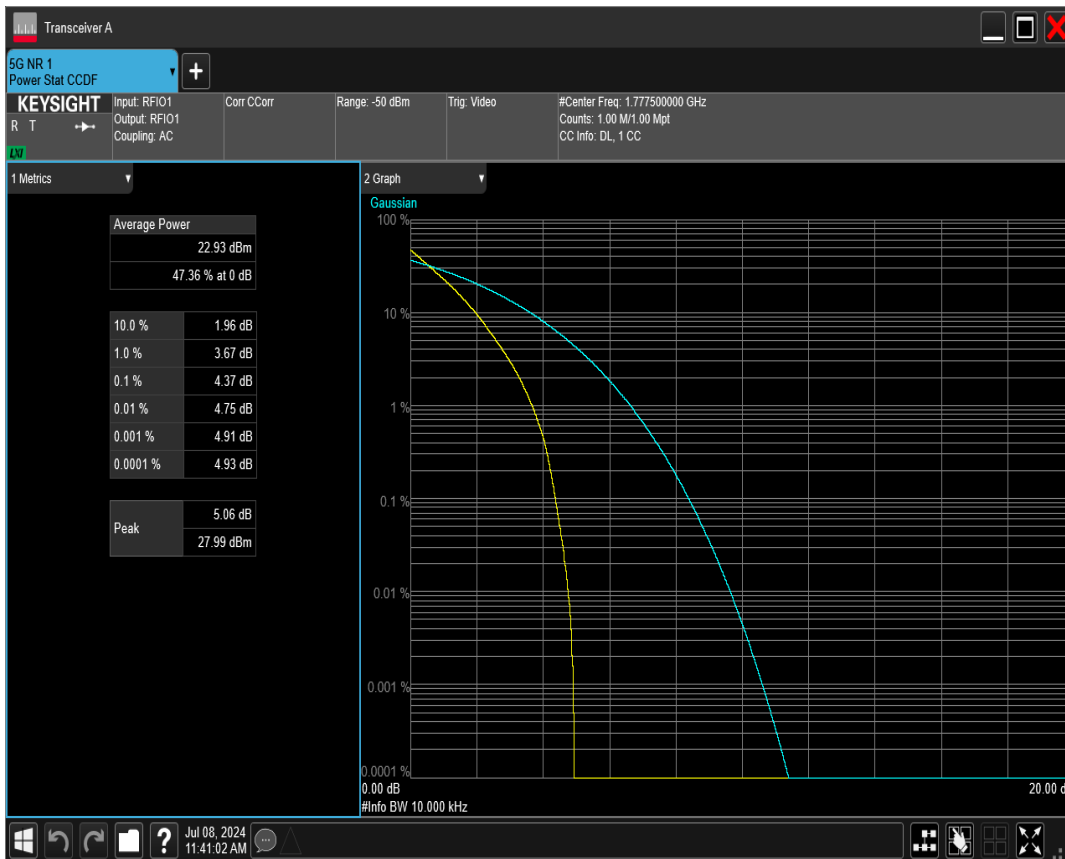 Transceiver A
5G NR 1
Power Stat CCDF
KEYSIGHT
R T
LXI
Input: RFIO1
Output: RFIO1
Coupling: AC
Corr CCorr
Range: -50 dBm
Trig: Video
#Center Freq: 1.777500000 GHz
Counts: 1.00 M/1.00 Mpt
CC Info: DL, 1 CC
1 Metrics
Average Power
22.93 dBm
47.36 % at 0 dB
10.0 % 1.96 dB
1.0 % 3.67 dB
0.1 % 4.37 dB
0.01 % 4.75 dB
0.001 % 4.91 dB
0.0001 % 4.93 dB
Peak
5.06 dB
27.99 dBm
2 Graph
Gaussian
100 %
10 %
1 %
0.1 %
0.01 %
0.001 %
0.0001 %
0.00 dB
20.00 d
#Info BW 10.000 kHz
Jul 08, 2024
11:41:02 AM